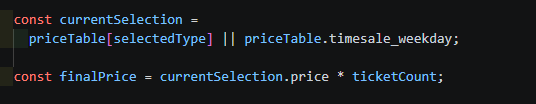 const currentSelection =
priceTable[selectedType] || priceTable.timesale_weekday;
const finalPrice = currentSelection.price * ticketCount;